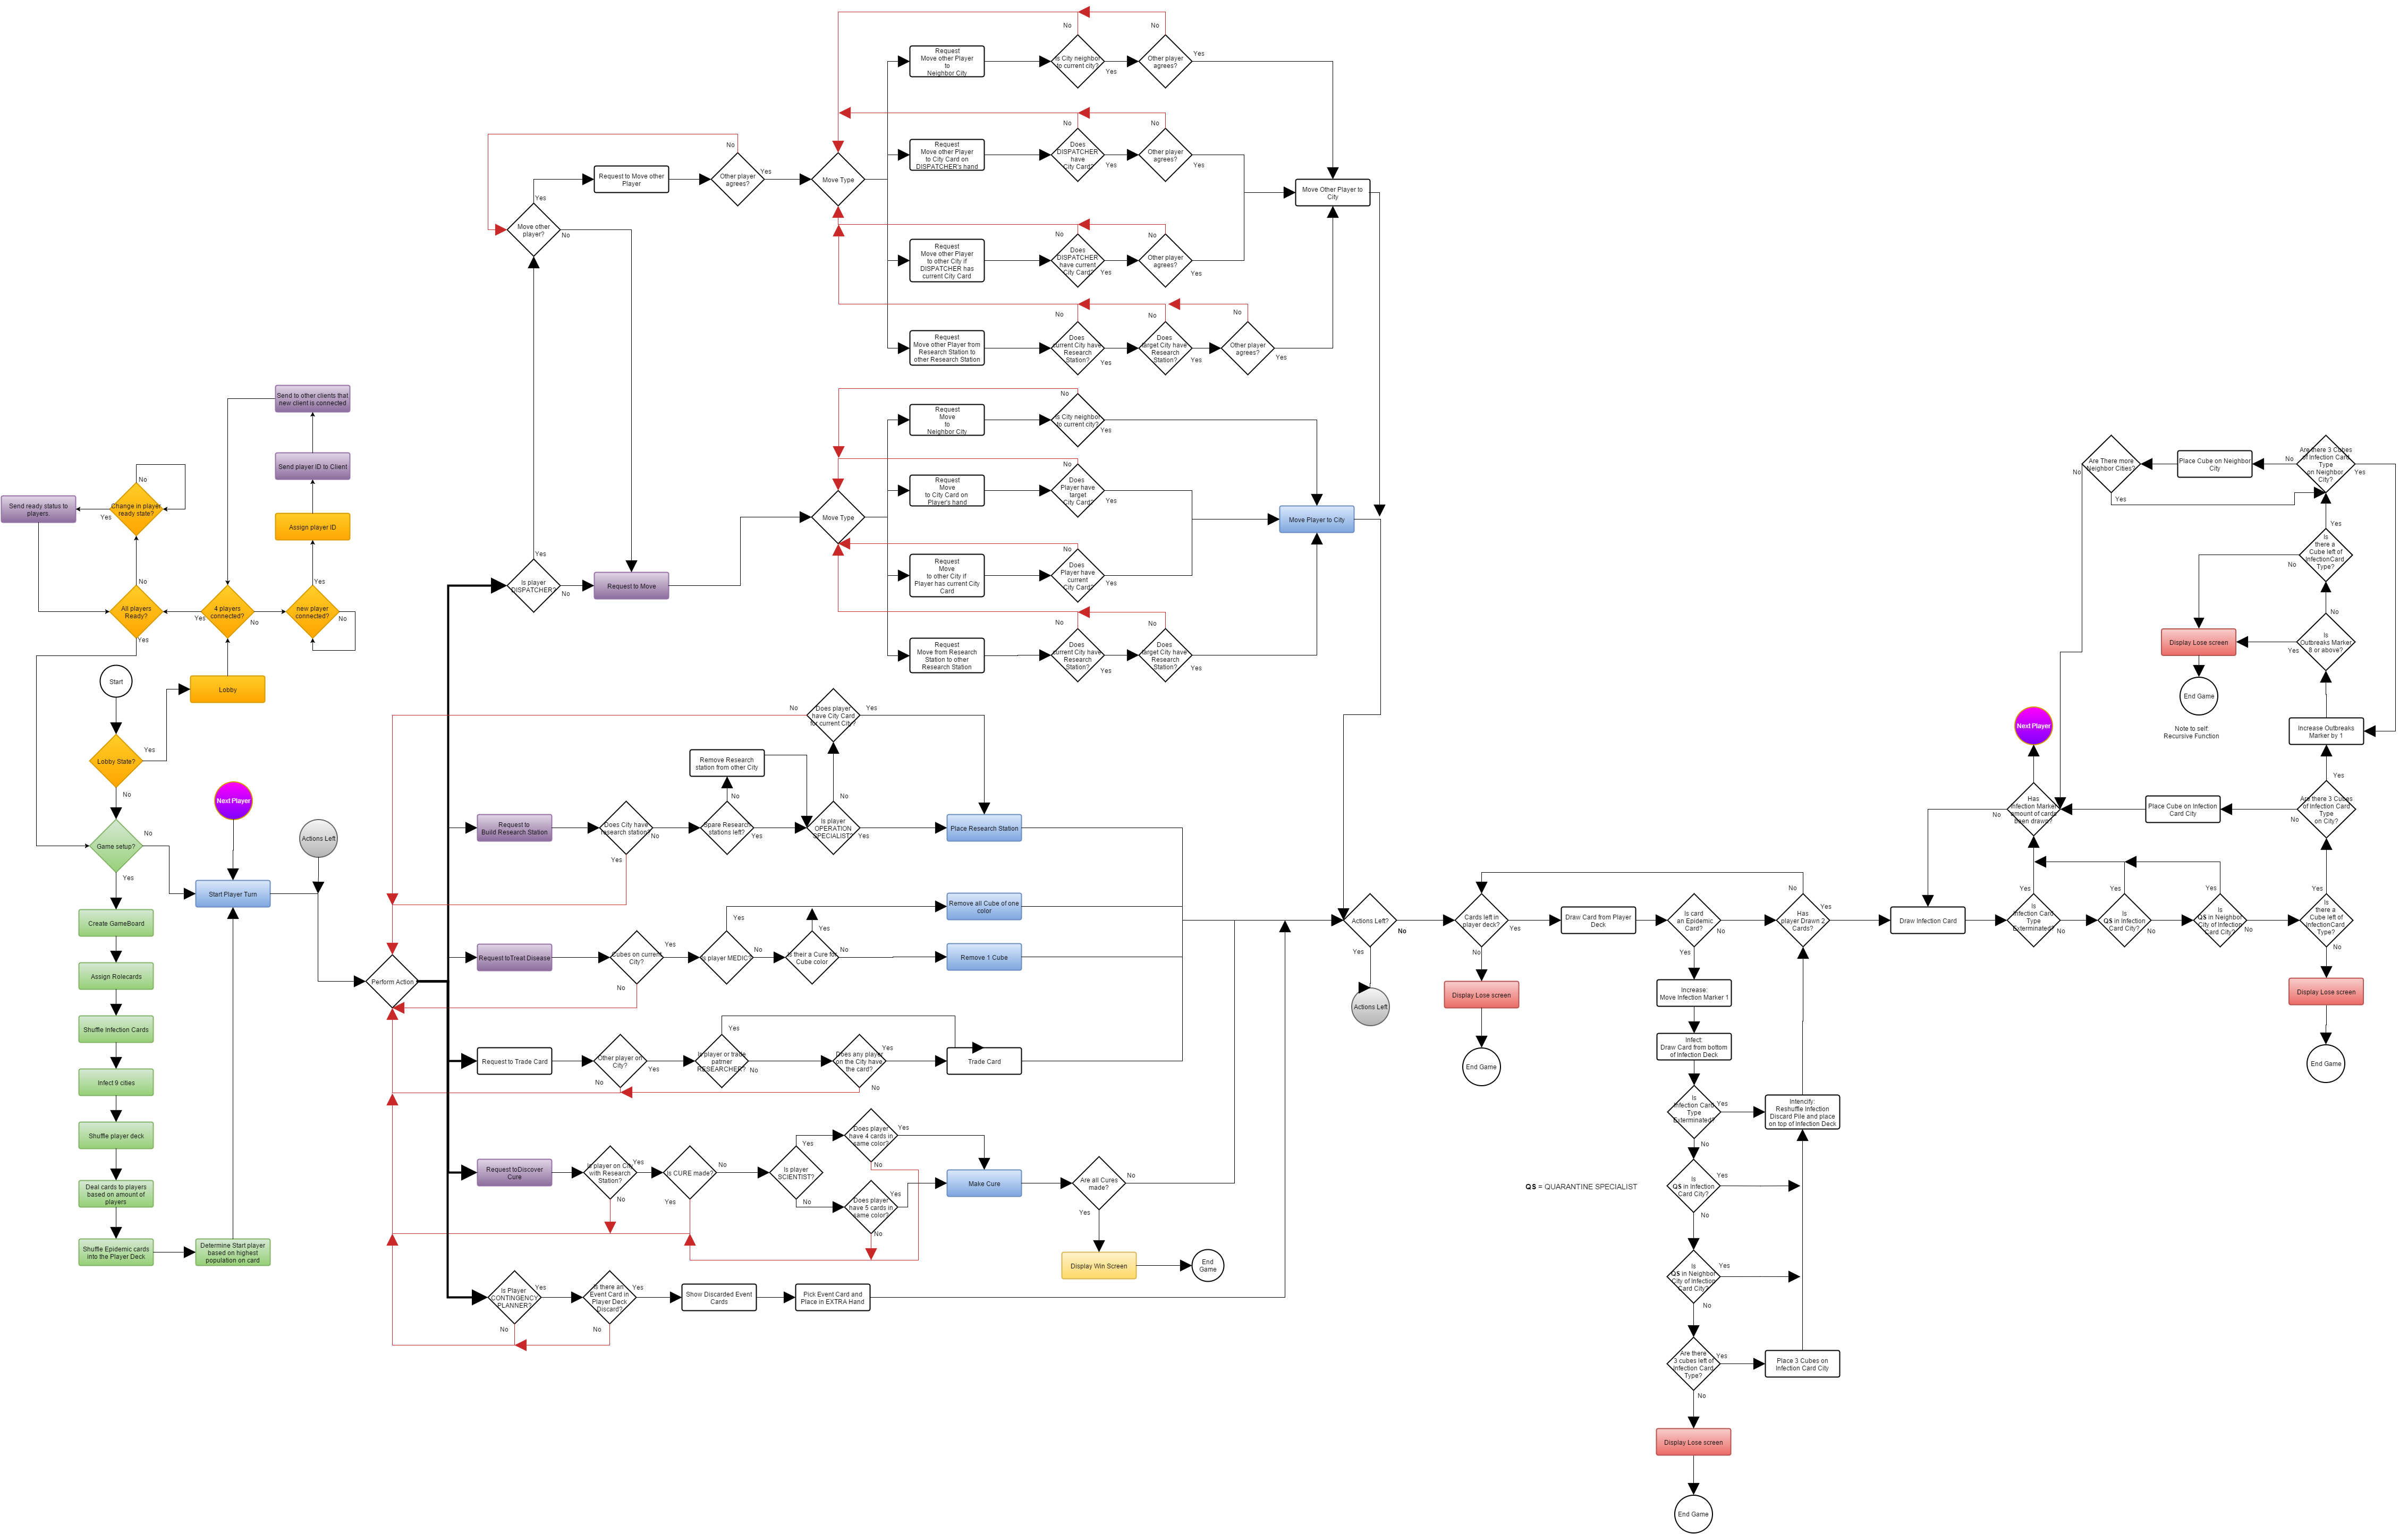 No
No
Request
Move other Player
to
Neighbor City
Is City neighbor
to current city?
Yes
Other player
agrees?
Yes
No
No
Request
Move other Player
to City Card on
DISPATCHER's hand
Does
DISPATCHER
have
City Card?
Yes
Other player
agrees?
Yes
No
Request to Move other
Player
Other player
agrees?
Yes
Move Type
Move Other Player to
City
Move other
player?
Yes
No
No
No
Request
Move other Player
to other City if
DISPATCHER has
current City Card
Does
DISPATCHER
have current
City Card?
Yes
Other player
agrees?
Yes
No
No
No
Request
Move other Player from
Research Station to
other Research Station
Does
current City have
Research
Station?
Yes
Does
target City have
Research
Station?
Yes
Other player
agrees?
Yes
Send to other clients that
new client is connected
Send player ID to Client
Assign player ID
No
Change in player
ready state?
Yes
Send ready status to
players.
No
All players
Ready?
Yes
4 players
connected?
Yes
No
Yes
new player
connected?
No
Lobby
Start
Lobby State?
Yes
No
Game setup?
No
Yes
Next Player
Actions Left
Start Player Turn
Create GameBoard
Assign Rolecards
Shuffle Infection Cards
Infect 9 cities
Shuffle player deck
Deal cards to players
based on amount of
players
Shuffle Epidemic cards
into the Player Deck
Determine Start player
based on highest
population on card
Perform Action
Yes
Is player
DISPATCHER?
No
Request to Move
Move Type
No
Request
Move
to
Neighbor City
Is City neighbor
to current city?
Yes
No
Request
Move
to City Card on
Player's hand
Does
Player have
target
City Card?
Yes
Move Player to City
No
Request
Move
to other City if
Player has current City
Card
Does
Player have
current
City Card?
Yes
No
No
Request
Move from Research
Station to other
Research Station
Does
current City have
Research
Station?
Yes
Does
target City have
Research
Station?
Yes
No
Does player
have City Card
for current City?
Yes
Remove Research
station from other City
No
No
Request to
Build Research Station
Does City have
research station?
No
Yes
Spare Research
stations left?
Yes
Is player
OPERATION
SPECIALIST?
Yes
Place Research Station
Remove all Cube of one
color
Yes
Yes
Request toTreat Disease
Cubes on current
City?
Yes
No
Is player MEDIC?
No
Is their a Cure for
Cube color
No
Remove 1 Cube
Yes
Request to Trade Card
Other player on
City?
Yes
No
Is player or trade
patrner
RESEARCHER?
No
Does any player
on the City have
the card?
Yes
No
Trade Card
Request toDiscover
Cure
Is player on City
with Research
Station?
Yes
No
Is CURE made?
No
Yes
Is player
SCIENTIST?
Yes
No
Does player
have 4 cards in
same color?
Yes
No
Does player
have 5 cards in
same color?
Yes
No
Make Cure
Are all Cures
made?
No
Yes
Display Win Screen
End
Game
Is Player
CONTINGENCY
PLANNER?
Yes
No
Is there an
Event Card in
Player Deck
Discard?
Yes
No
Show Discarded Event
Cards
Pick Event Card and
Place in EXTRA Hand
Actions Left?
No
Yes
Actions Left
Cards left in
player deck?
Yes
No
Display Lose screen
End Game
Draw Card from Player
Deck
Is card
an Epidemic
Card?
No
Yes
No
Has
player Drawn 2
Cards?
Yes
Increase:
Move Infection Marker 1
Infect:
Draw Card from bottom
of Infection Deck
Is
Infection Card
Type
Exterminated?
Yes
No
Intencify:
Reshuffle Infection
Discard Pile and place
on top of Infection Deck
QS = QUARANTINE SPECIALIST
Is
QS in Infection
Card City?
Yes
No
Is
QS in Neighbor
City of Infection
Card City?
Yes
No
Are there
3 cubes left of
Infection Card
Type?
Yes
No
Place 3 Cubes on
Infection Card City
Display Lose screen
End Game
Draw Infection Card
Is
Infection Card
Type
Exterminated?
Yes
No
Is
QS in Infection
Card City?
Yes
No
Is
QS in Neighbor
City of Infection
Card City?
Yes
No
Is
there a
Cube left of
InfectionCard
Type?
Yes
No
Display Lose screen
End Game
Next Player
Has
Infection Marker
amount of cards
been drawn?
No
Place Cube on Infection
Card City
Are there 3 Cubes
of Infection Card
Type
on City?
No
Yes
Increase Outbreaks
Marker by 1
Note to self:
Recursive Function
Is
Outbreaks Marker
8 or above?
Yes
No
Display Lose screen
End Game
Is
there a
Cube left of
InfectionCard
Type?
No
Yes
Are there 3 Cubes
of Infection Card
Type
on Neighbor
City?
No
Yes
Place Cube on Neighbor
City
Are There more
Neighbor Cities?
No
Yes